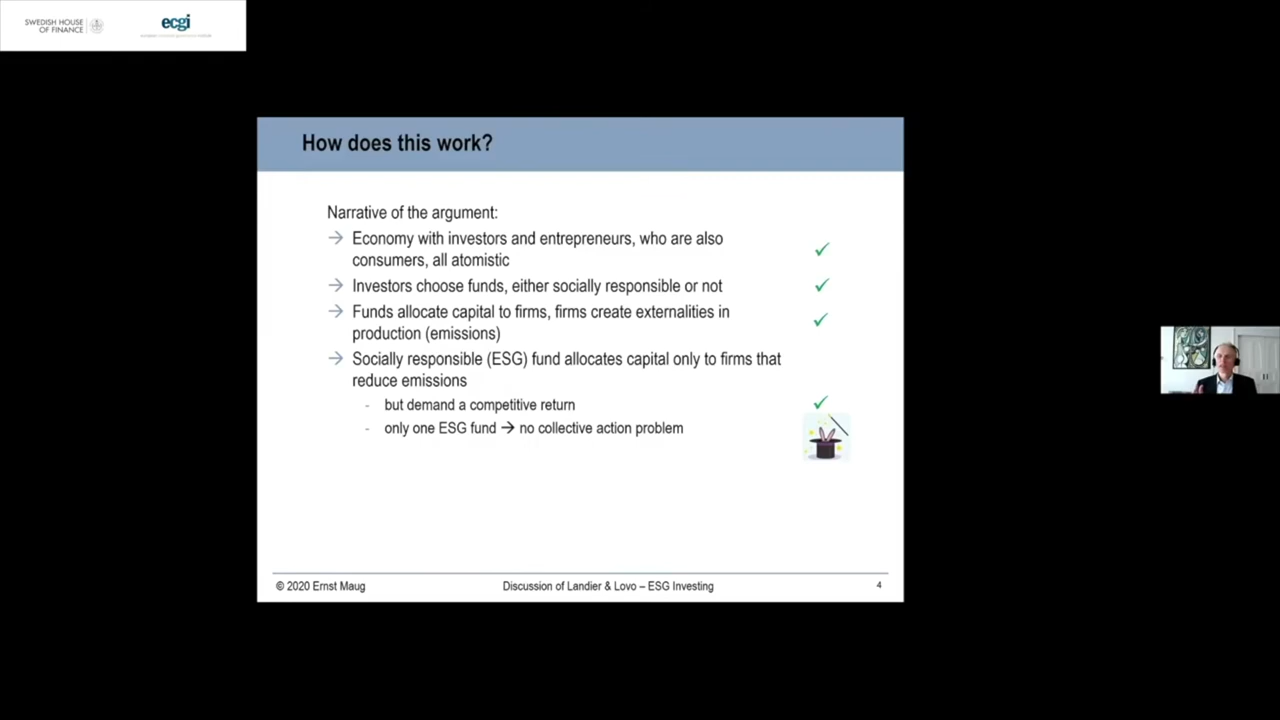 SWEDISH HOUSE
OF FINANCE
ecgi
How does this work?
Narrative of the argument:
→ Economy with investors and entrepreneurs, who are also
consumers, all atomistic
→ Investors choose funds, either socially responsible or not
→ Funds allocate capital to firms, firms create externalities in
production (emissions)
→ Socially responsible (ESG) fund allocates capital only to firms that
reduce emissions
- but demand a competitive return
- only one ESG fund → no collective action problem
© 2020 Ernst Maug
Discussion of Landier & Lovo – ESG Investing
4